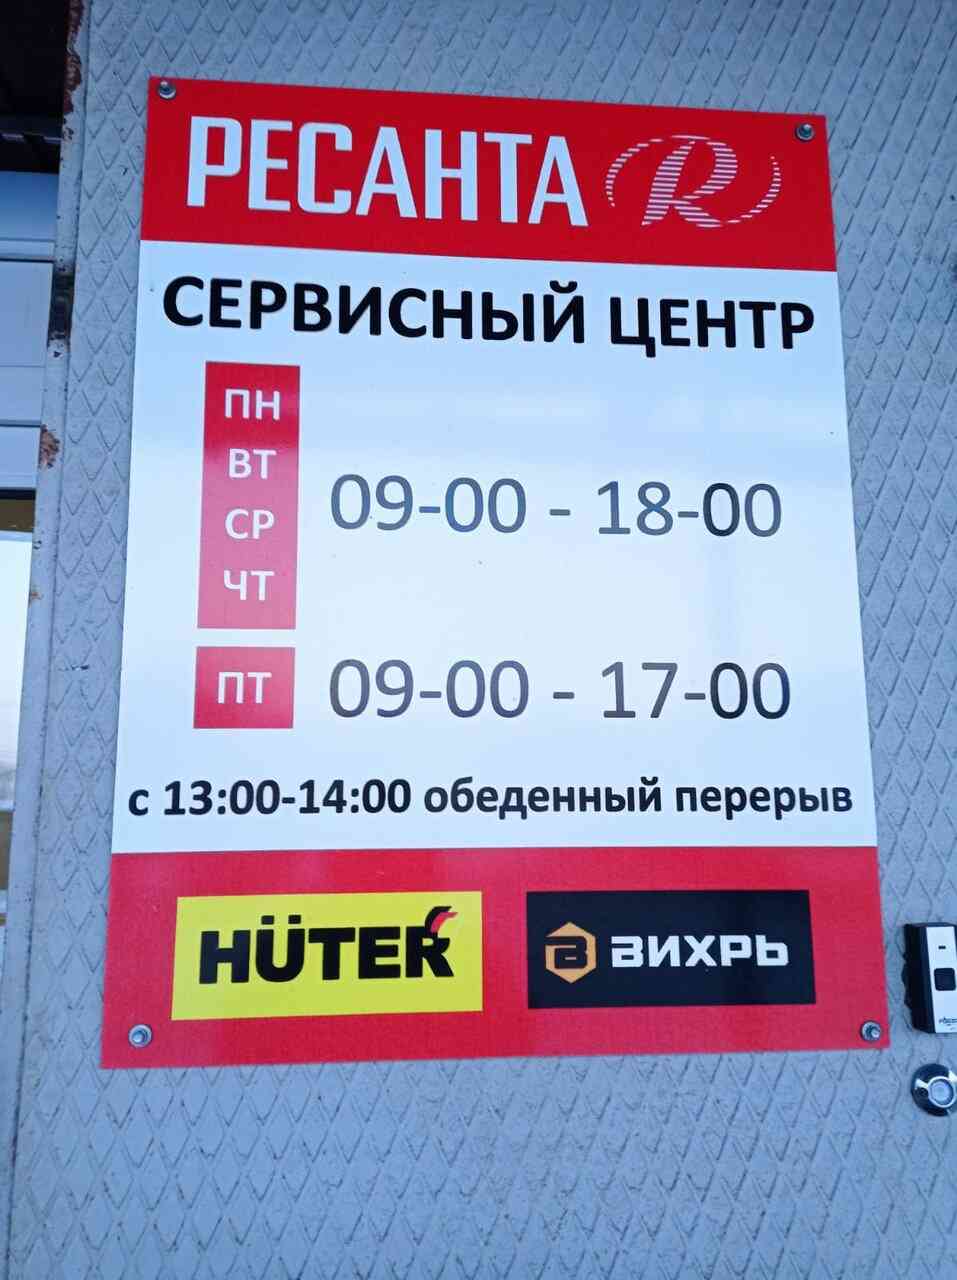 РЕСАНТА R
СЕРВИСНЫЙ ЦЕНТР
ПН
ВТ
СР
ЧТ
09-00 - 18-00
ПТ 09-00 - 17-00
с 13:00-14:00 обеденный перерыв
HÜTER
В ВИХРЬ